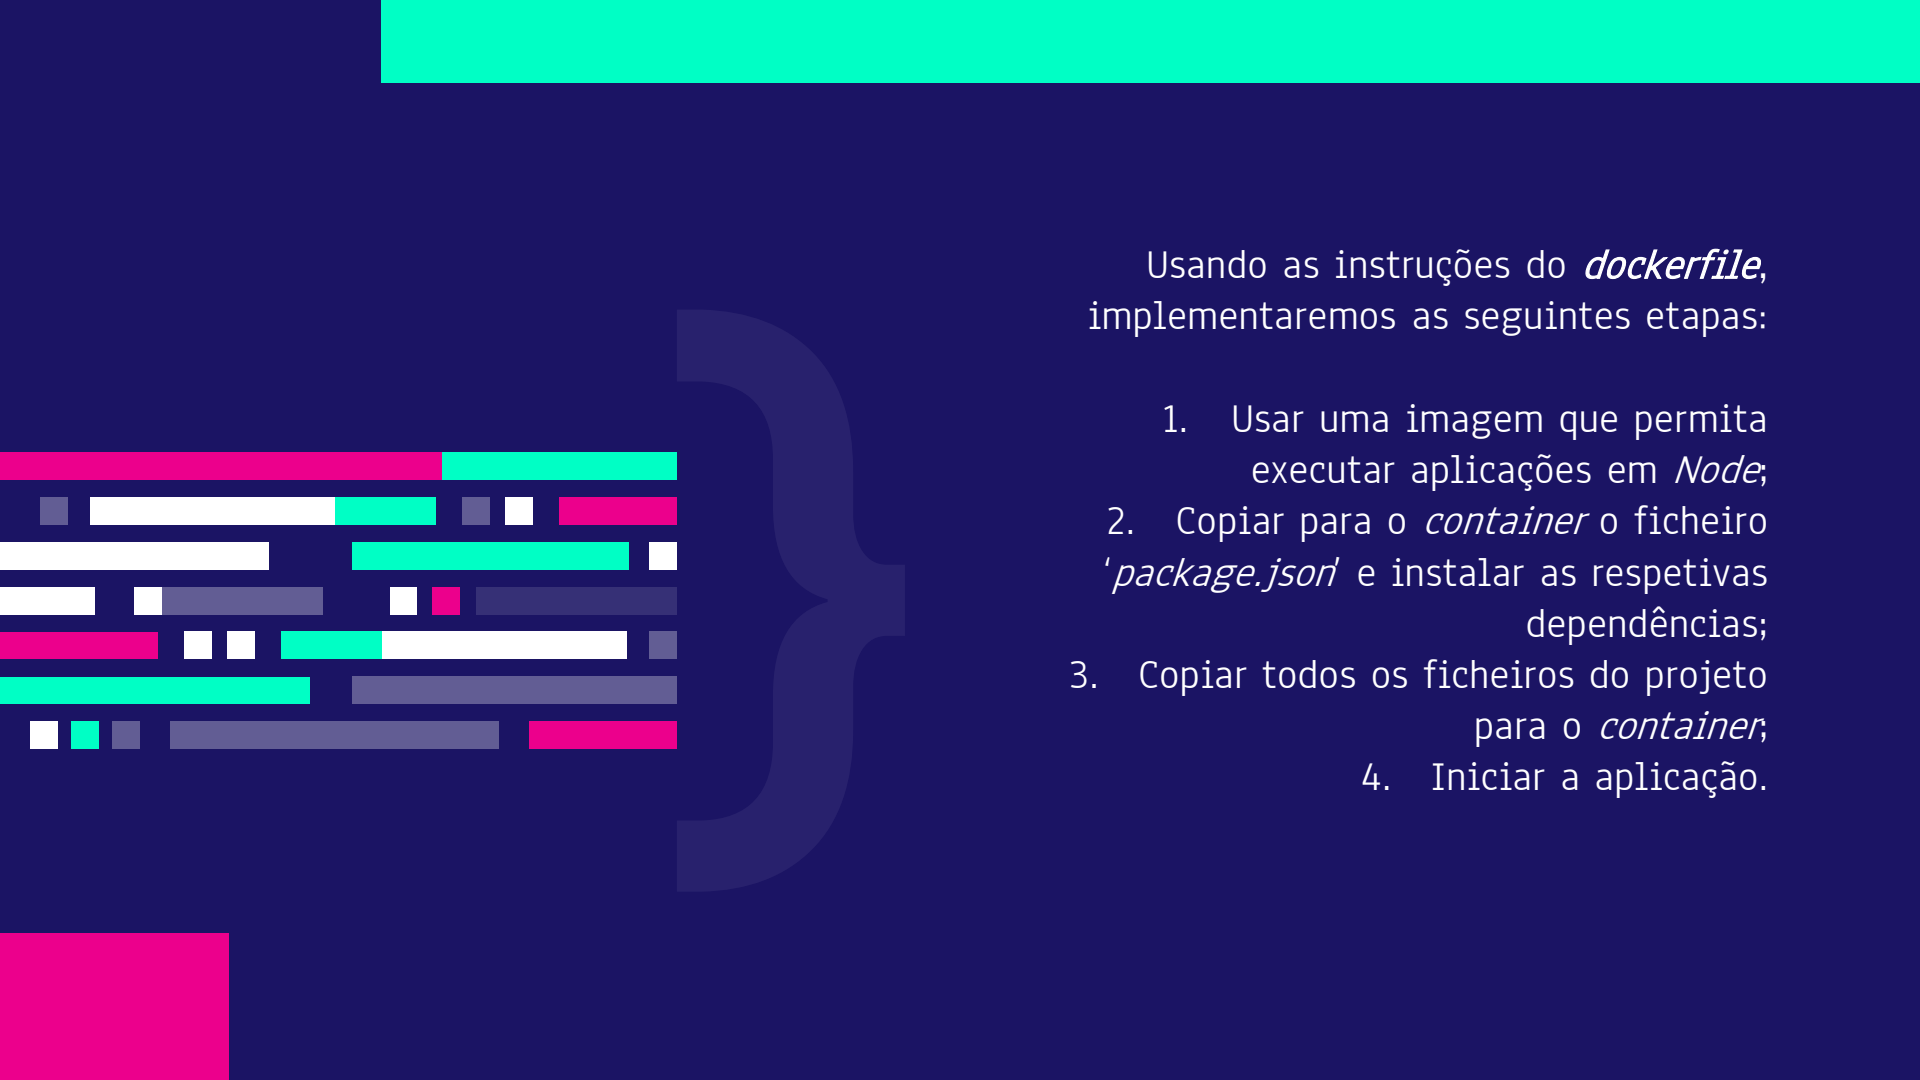 Usando as instruções do dockerfile,
implementaremos as seguintes etapas:
1. Usar uma imagem que permita
executar aplicações em Node;
2. Copiar para o container o ficheiro
‘package.json’ e instalar as respetivas
dependências;
3. Copiar todos os ficheiros do projeto
para o container;
4. Iniciar a aplicação.